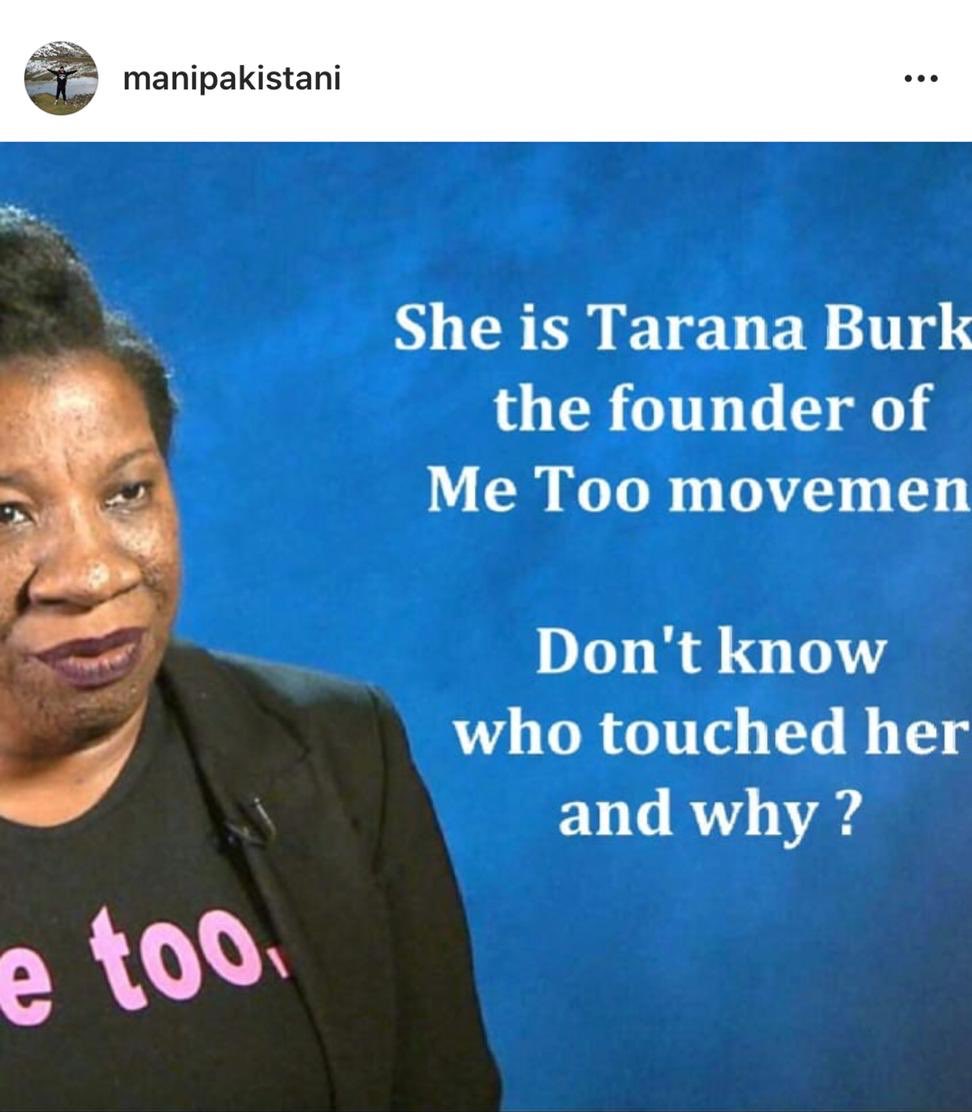 manipakistani
She is Tarana Burk
the founder of
Me Too movemen
Don't know
who touched her
and why ?
e too.